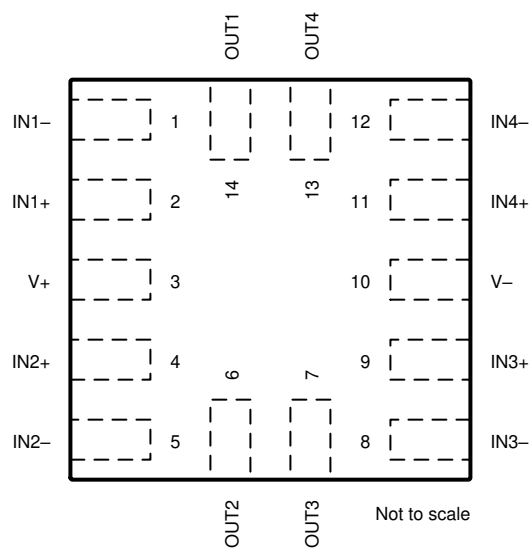 OUT1 OUT4
IN1– 1 12 IN4–
14 13
IN1+ 2 11 IN4+
V+ 3 10 V–
IN2+ 4 9 IN3+
6 7
IN2– 5 8 IN3–
OUT2 OUT3
Not to scale